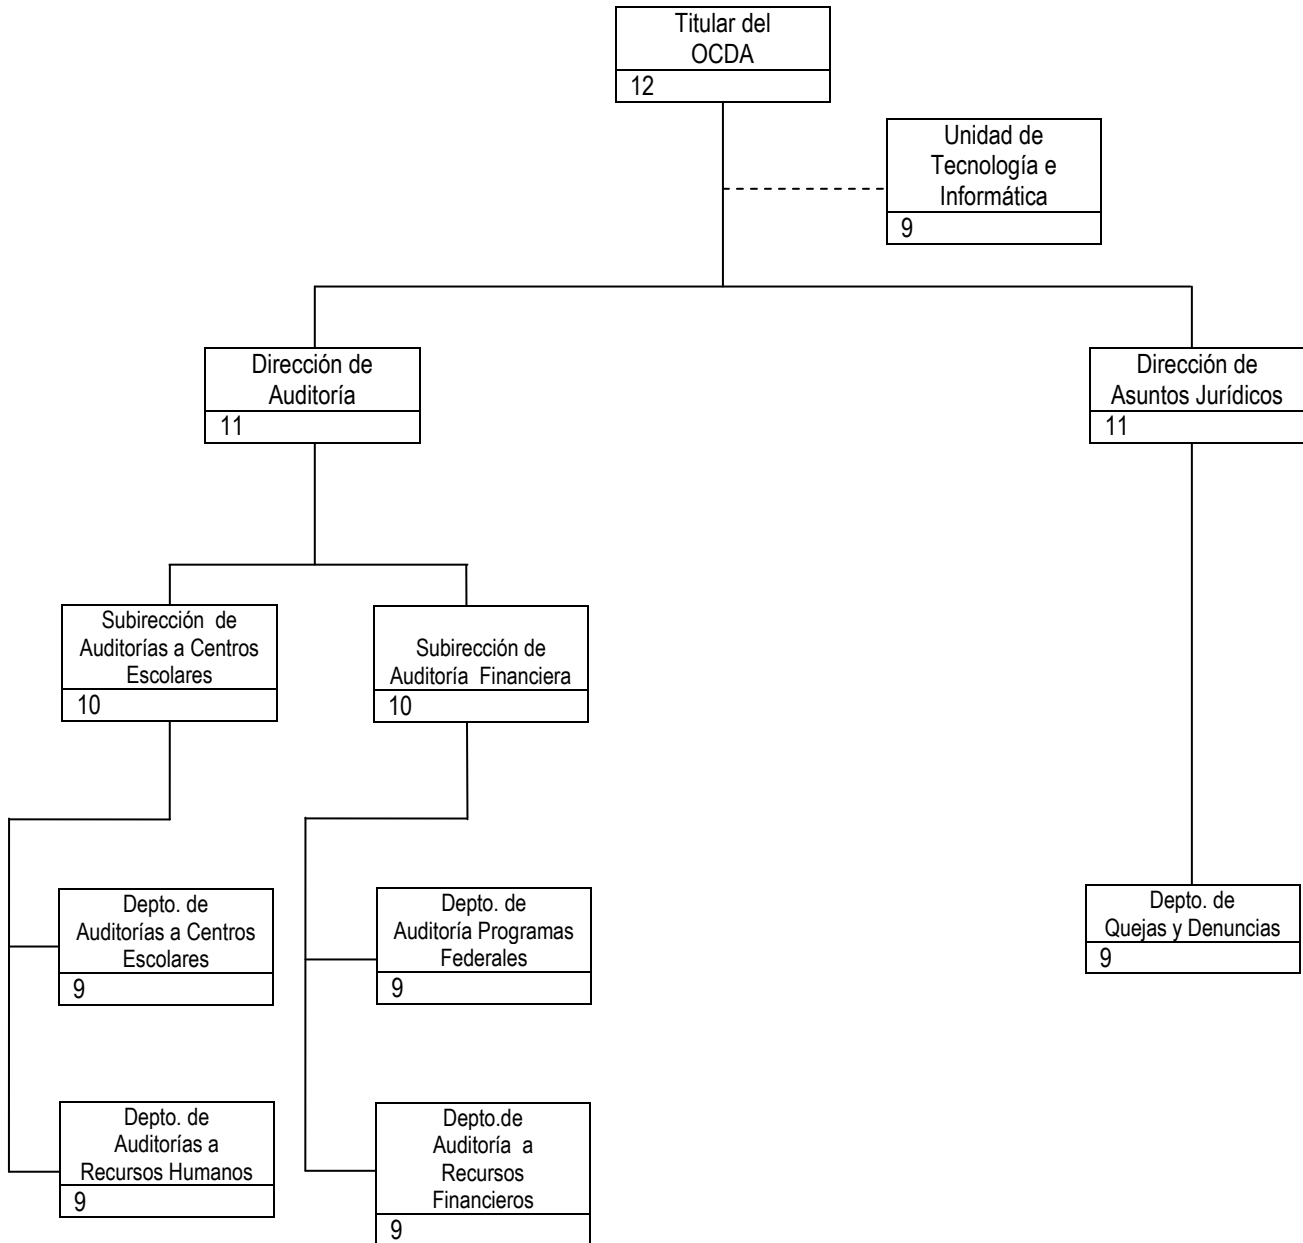 Titular del
OCDA
12
Unidad de
Tecnología e
Informática
9
Dirección de
Auditoría
11
Dirección de
Asuntos Jurídicos
11
Subirección de
Auditorías a Centros
Escolares
10
Subirección de
Auditoría Financiera
10
Depto. de
Auditorías a Centros
Escolares
9
Depto. de
Auditoría Programas
Federales
9
Depto. de
Quejas y Denuncias
9
Depto. de
Auditorías a
Recursos Humanos
9
Depto.de
Auditoría a
Recursos
Financieros
9